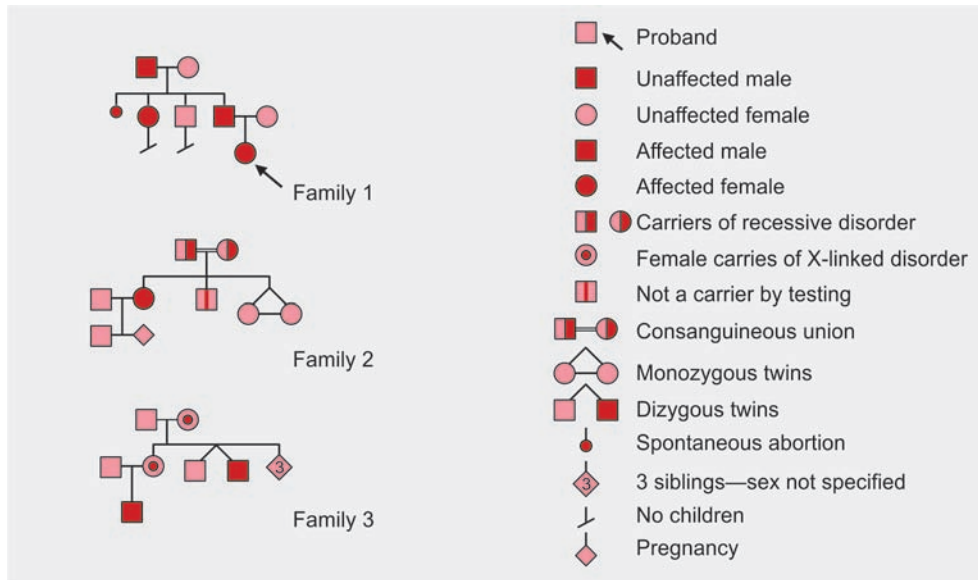 Family 1
Family 2
3
Family 3
Proband
Unaffected male
Unaffected female
Affected male
Affected female
Carriers of recessive disorder
Female carries of X-linked disorder
Not a carrier by testing
Consanguineous union
Monozygous twins
Dizygous twins
Spontaneous abortion
3
3 siblings—sex not specified
No children
Pregnancy